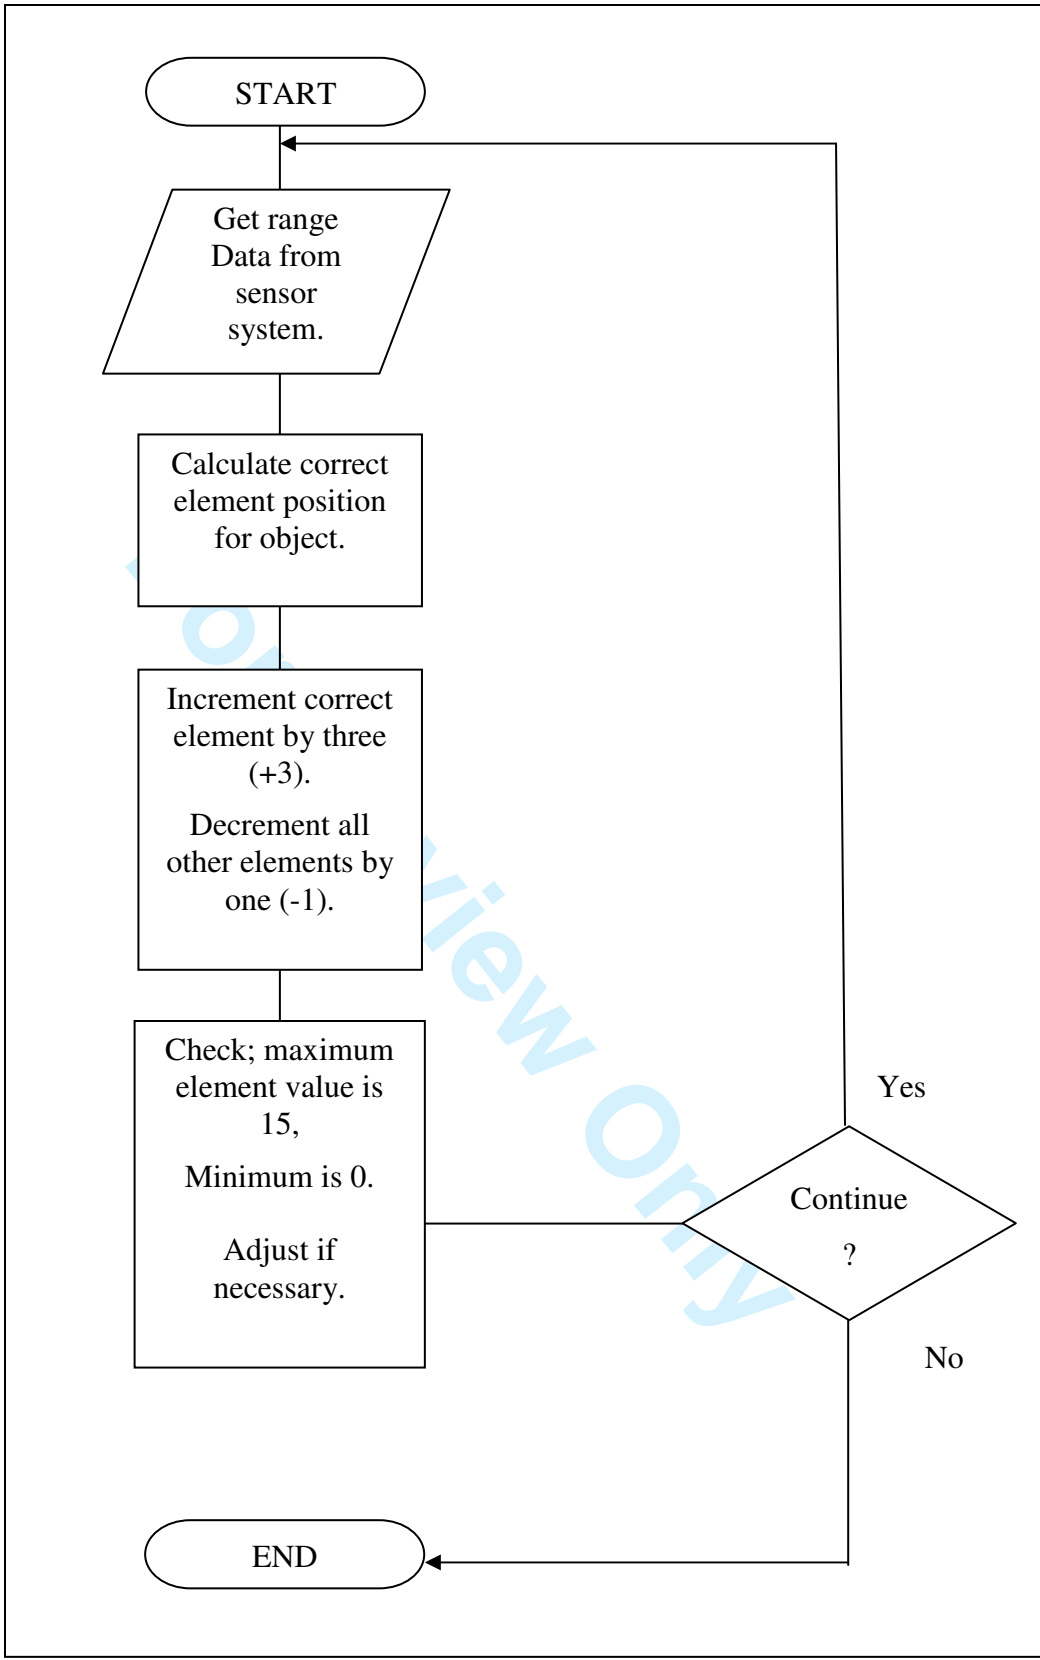 START
Get range
Data from
sensor
system.
Calculate correct
element position
for object.
Increment correct
element by three
(+3).
Decrement all
other elements by
one (-1).
Check; maximum
element value is
15,
Minimum is 0.
Adjust if
necessary.
Yes
Continue
?
No
END
view Only